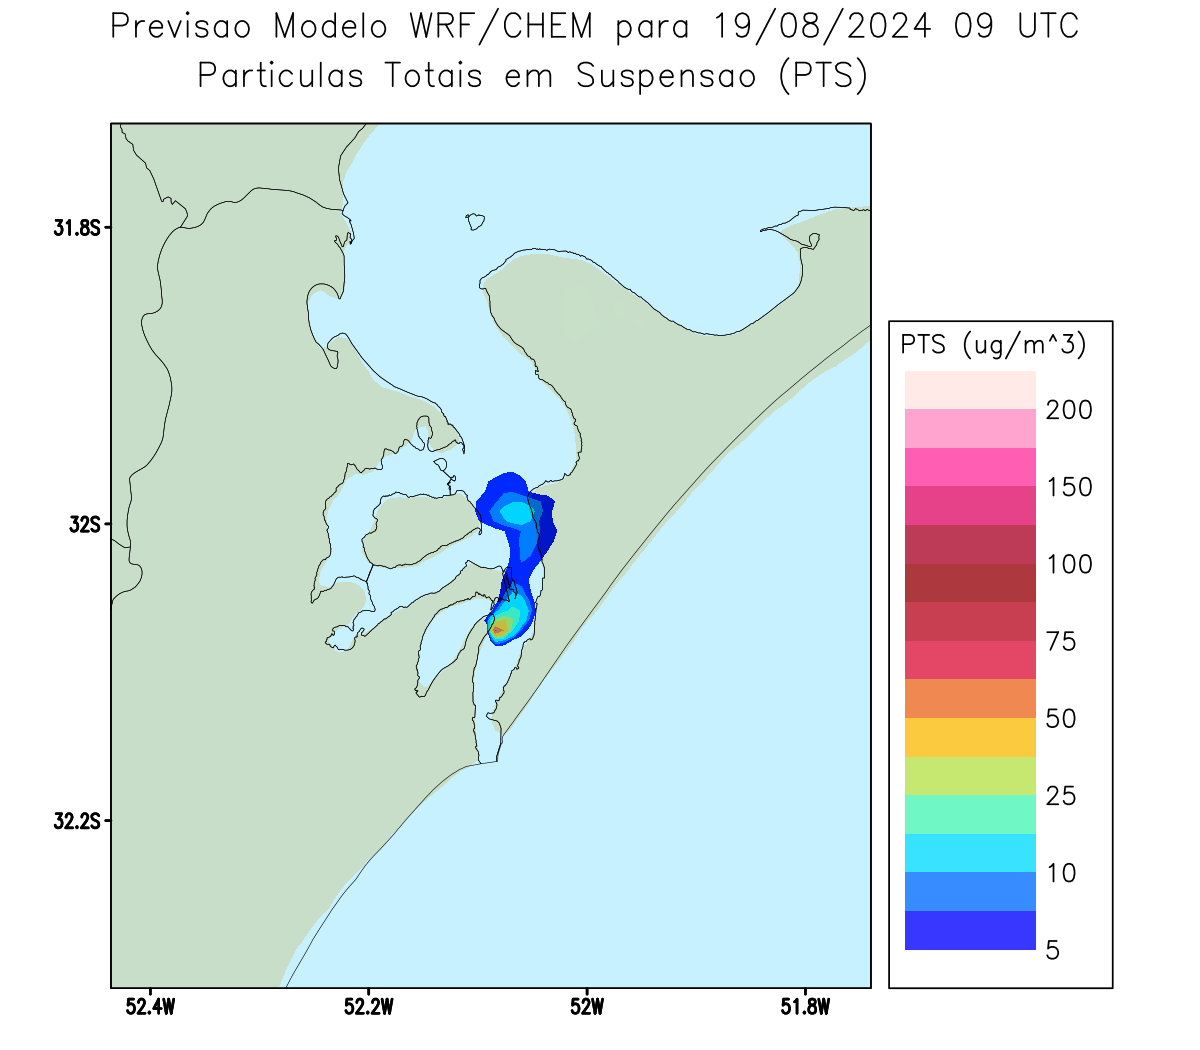 Previsao Modelo WRF/CHEM para 19/08/2024 09 UTC
Particulas Totais em Suspensao (PTS)
31.8S
32S
32.2S
52.4W
52.2W
52W
51.8W
PTS (ug/m^3)
200
150
100
75
50
25
10
5